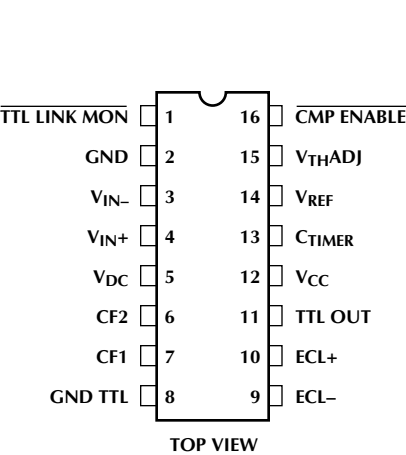 TTL LINK MON 1 16 CMP ENABLE
GND 2 15 VTHADJ
VIN– 3 14 VREF
VIN+ 4 13 CTIMER
VDC 5 12 VCC
CF2 6 11 TTL OUT
CF1 7 10 ECL+
GND TTL 8 9 ECL–
TOP VIEW